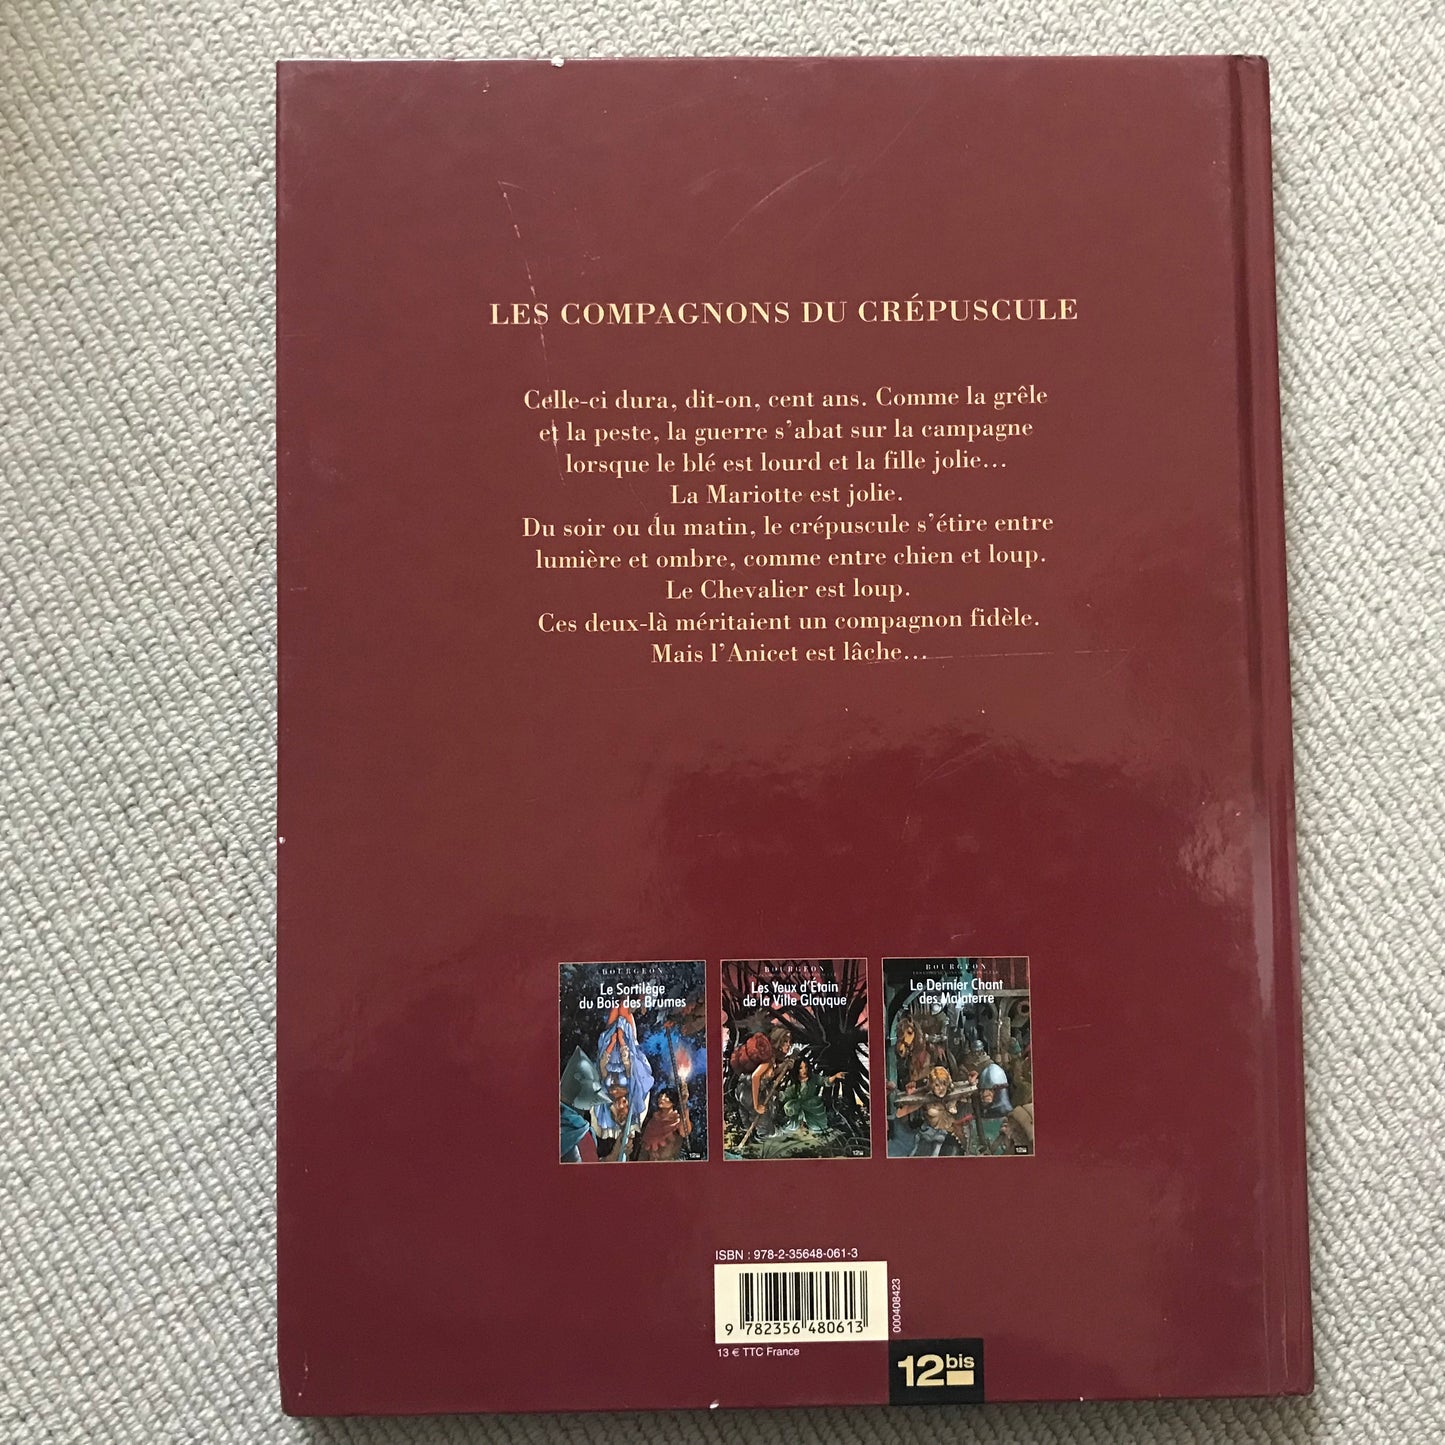 LES COMPAGNONS DU CRÉPUSCULE
Celle-ci dura, dit-on, cent ans. Comme la grêle
et la peste, la guerre s'abat sur la campagne
lorsque le blé est lourd et la fille jolie...
La Mariotte est jolie.
Du soir ou du matin, le crépuscule s'étire entre
lumière et ombre, comme entre chien et loup.
Le Chevalier est loup.
Ces deux-là méritaient un compagnon fidèle.
Mais l'Anicet est lâche...
BOURGEON
Le Sortilège
du Bois des Brumes
12bis
BOURGEON
Les Yeux d'Étain
de la Ville Glauque
12bis
BOURGEON
Le Dernier Chant
des Malaterre
12bis
ISBN : 978-2-35648-061-3
9 782356 480613
000408423
13 € TTC France
12bis